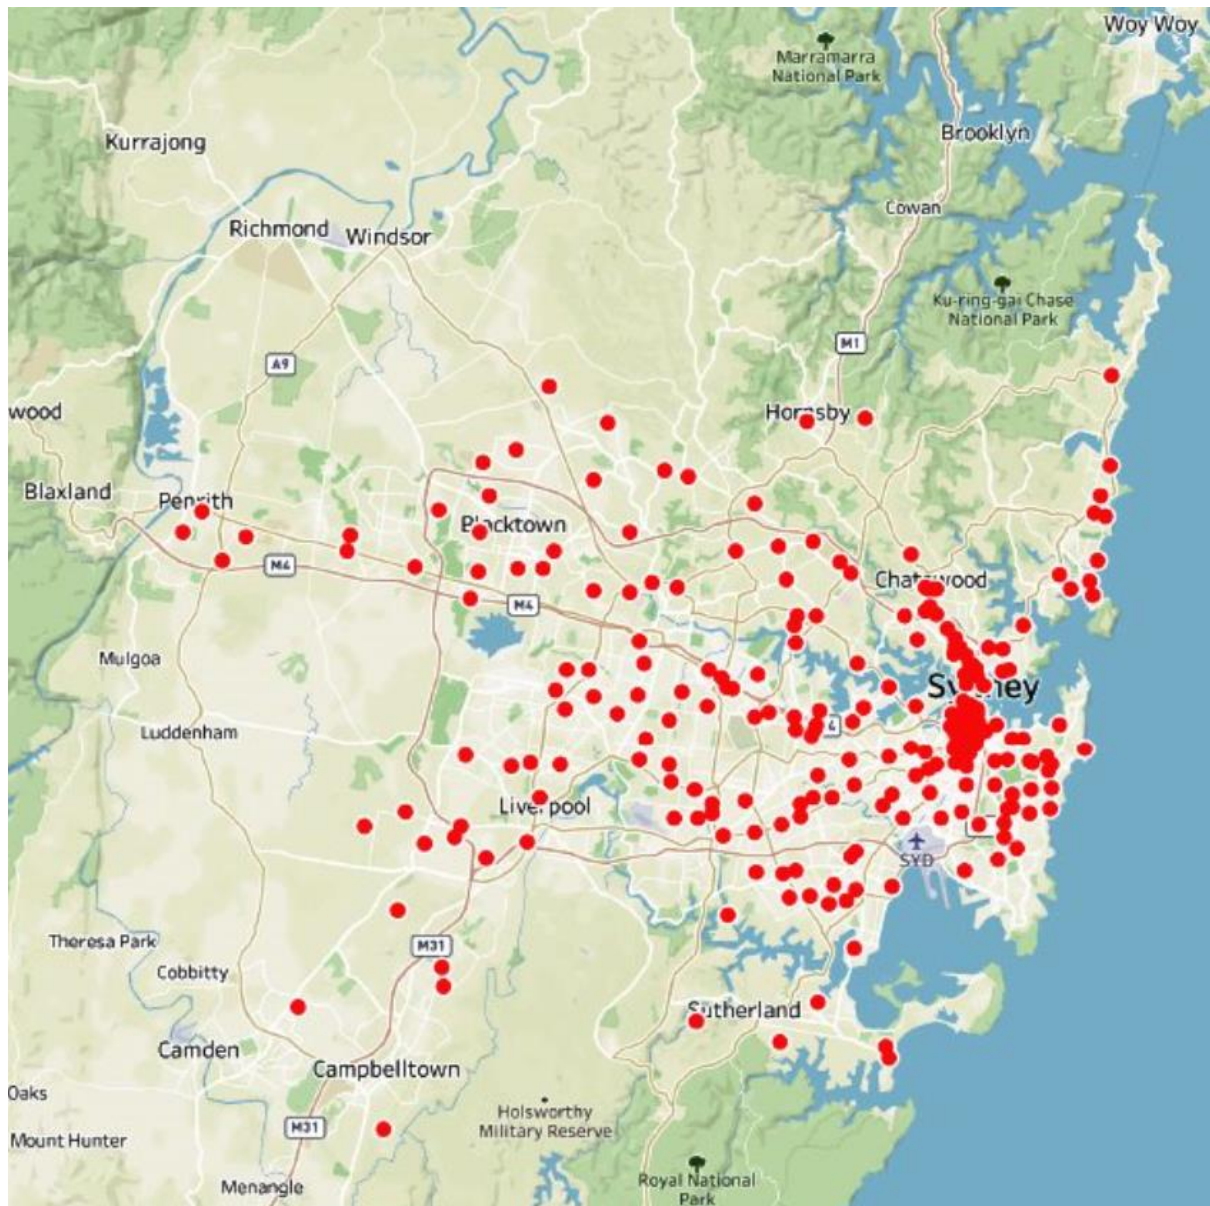 Woy Woy
Marramarra
National Park
Brooklyn
Kurrajong
Cowan
Richmond
Windsor
Ku-ring-gai Chase
National Park
M1
A9
wood
Hornsby
Blaxland
Penrith
Blacktown
M4
Chatswood
M4
Mulgoa
Sydney
Luddenham
4
Liverpool
SYD
Theresa Park
M31
Cobbitty
Sutherland
Camden
Campbelltown
Oaks
Holsworthy
Military Reserve
M31
Mount Hunter
Menangle
Royal National
Park